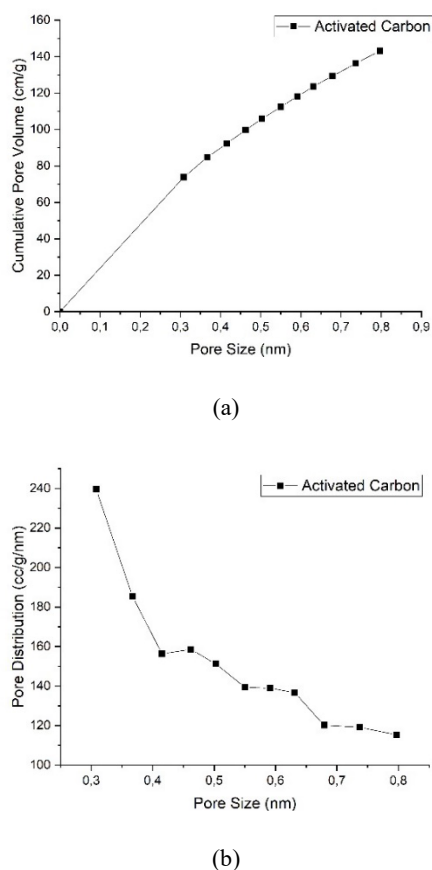 160
Activated Carbon
140
120
100
80
60
40
20
0
Cumulative Pore Volume (cm/g)
0,0 0,1 0,2 0,3 0,4 0,5 0,6 0,7 0,8 0,9
Pore Size (nm)
(a)
Activated Carbon
240
220
200
180
160
140
120
100
Pore Distribution (cc/g/nm)
0,3 0,4 0,5 0,6 0,7 0,8
Pore Size (nm)
(b)